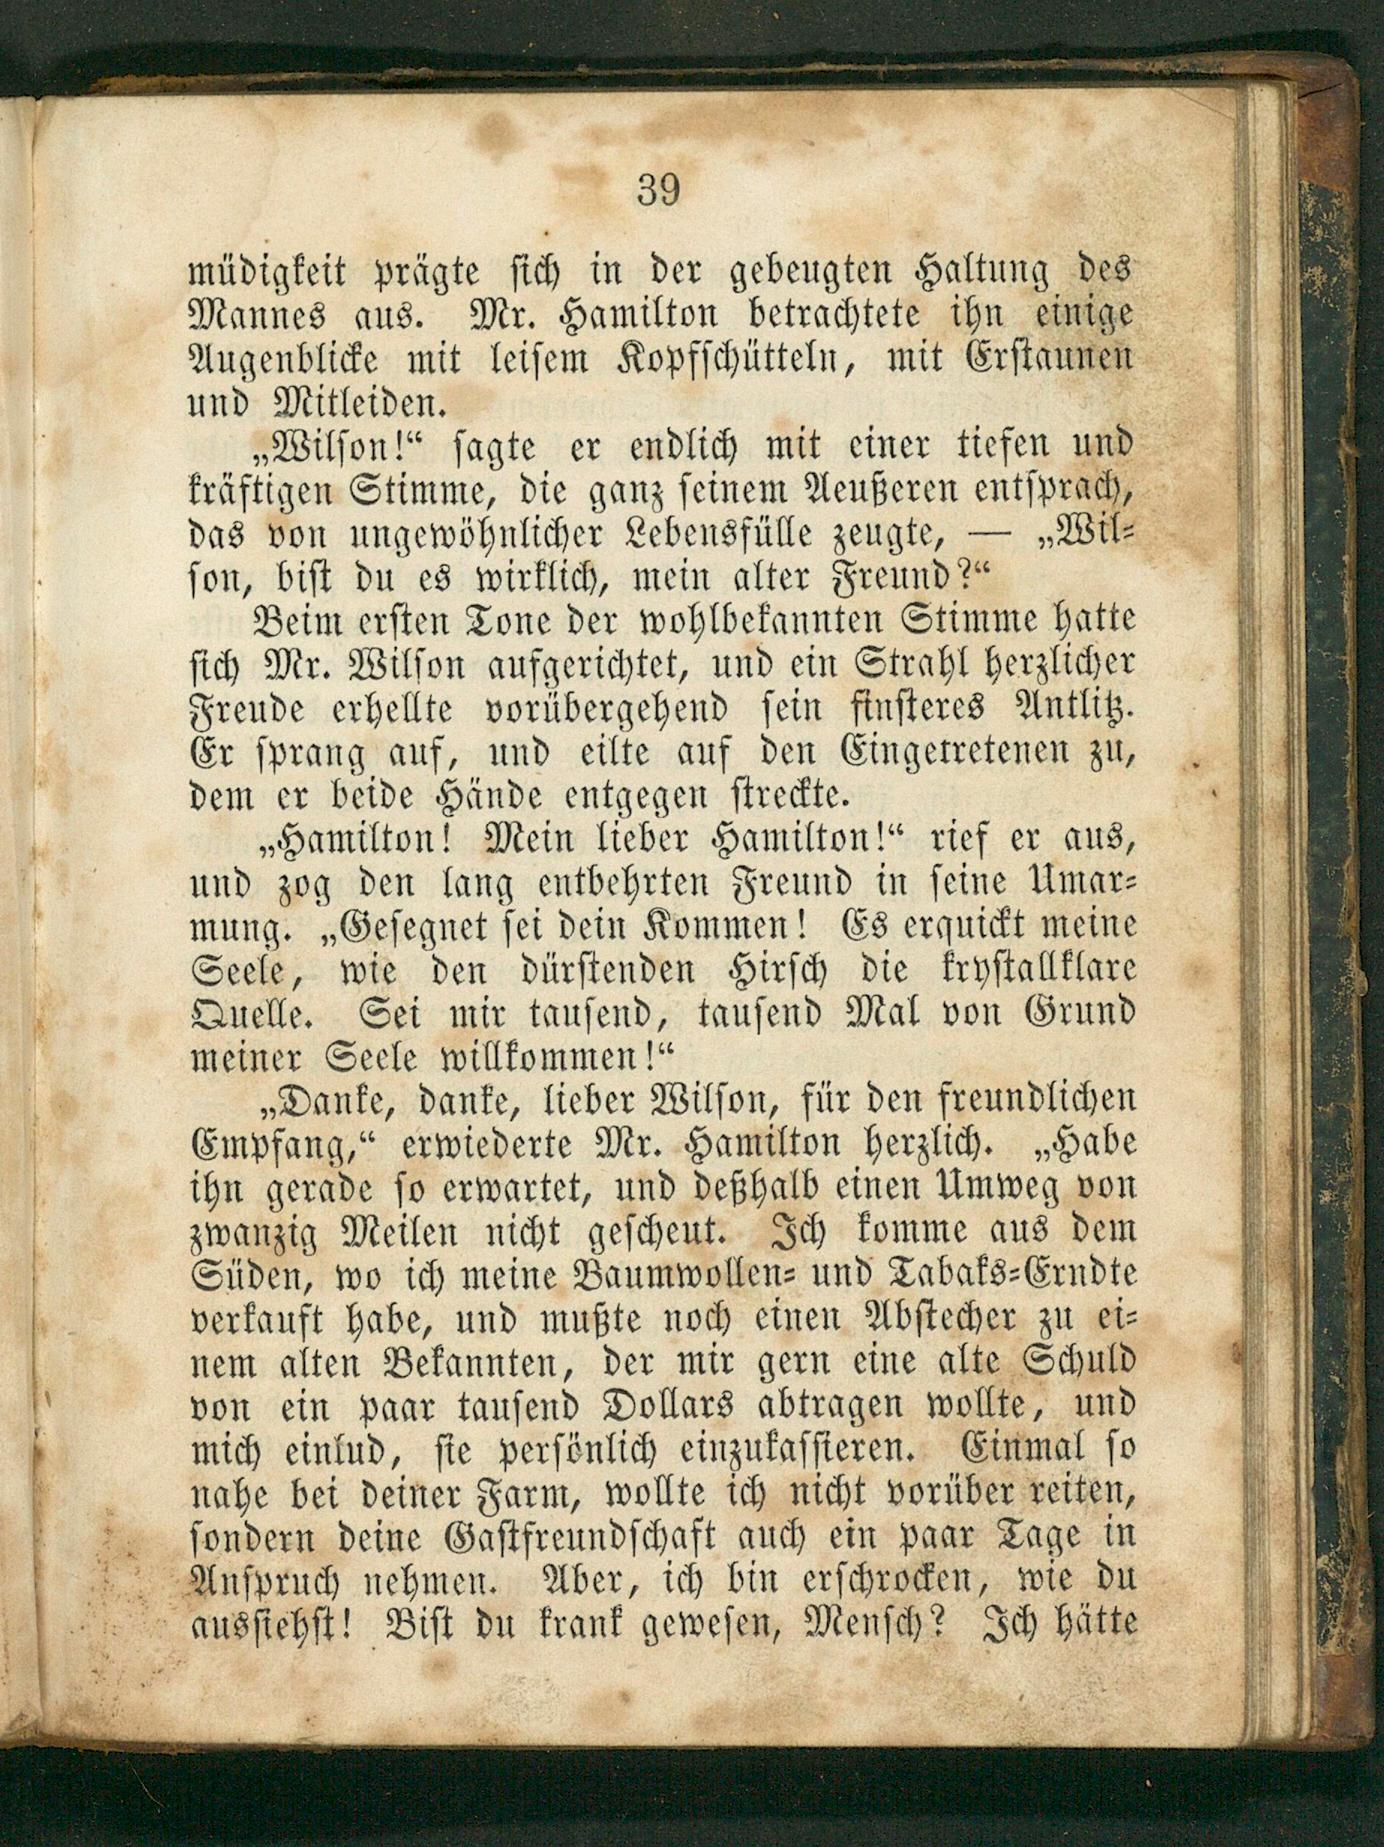 39
müdigkeit prägte sich in der gebeugten Haltung des
Mannes aus. Mr. Hamilton betrachtete ihn einige
Augenblicke mit leisem Kopfschütteln, mit Erstaunen
und Mitleiden.
„Wilson!“ sagte er endlich mit einer tiefen und
kräftigen Stimme, die ganz seinem Aeußeren entsprach,
das von ungewöhnlicher Lebensfülle zeugte, — „Wil-
son, bist du es wirklich, mein alter Freund?“
Beim ersten Tone der wohlbekannten Stimme hatte
sich Mr. Wilson aufgerichtet, und ein Strahl herzlicher
Freude erhellte vorübergehend sein finsteres Antlitz.
Er sprang auf, und eilte auf den Eingetretenen zu,
dem er beide Hände entgegen streckte.
„Hamilton! Mein lieber Hamilton!“ rief er aus,
und zog den lang entbehrten Freund in seine Umar-
mung. „Gesegnet sei dein Kommen! Es erquickt meine
Seele, wie den dürstenden Hirsch die krystallklare
Quelle. Sei mir tausend, tausend Mal von Grund
meiner Seele willkommen!“
„Danke, danke, lieber Wilson, für den freundlichen
Empfang,“ erwiederte Mr. Hamilton herzlich. „Habe
ihn gerade so erwartet, und deßhalb einen Umweg von
zwanzig Meilen nicht gescheut. Ich komme aus dem
Süden, wo ich meine Baumwollen- und Tabaks-Erndte
verkauft habe, und mußte noch einen Abstecher zu ei-
nem alten Bekannten, der mir gern eine alte Schuld
von ein paar tausend Dollars abtragen wollte, und
mich einlud, sie persönlich einzukassieren. Einmal so
nahe bei deiner Farm, wollte ich nicht vorüber reiten,
sondern deine Gastfreundschaft auch ein paar Tage in
Anspruch nehmen. Aber, ich bin erschrocken, wie du
aussiehst! Bist du krank gewesen, Mensch? Ich hätte